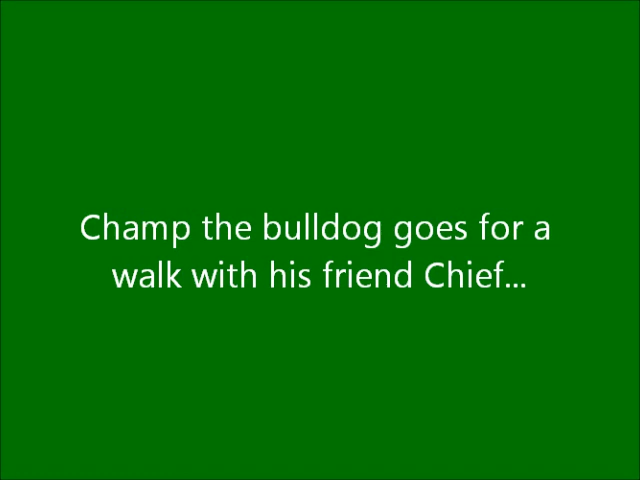 Champ the bulldog goes for a
walk with his friend Chief...